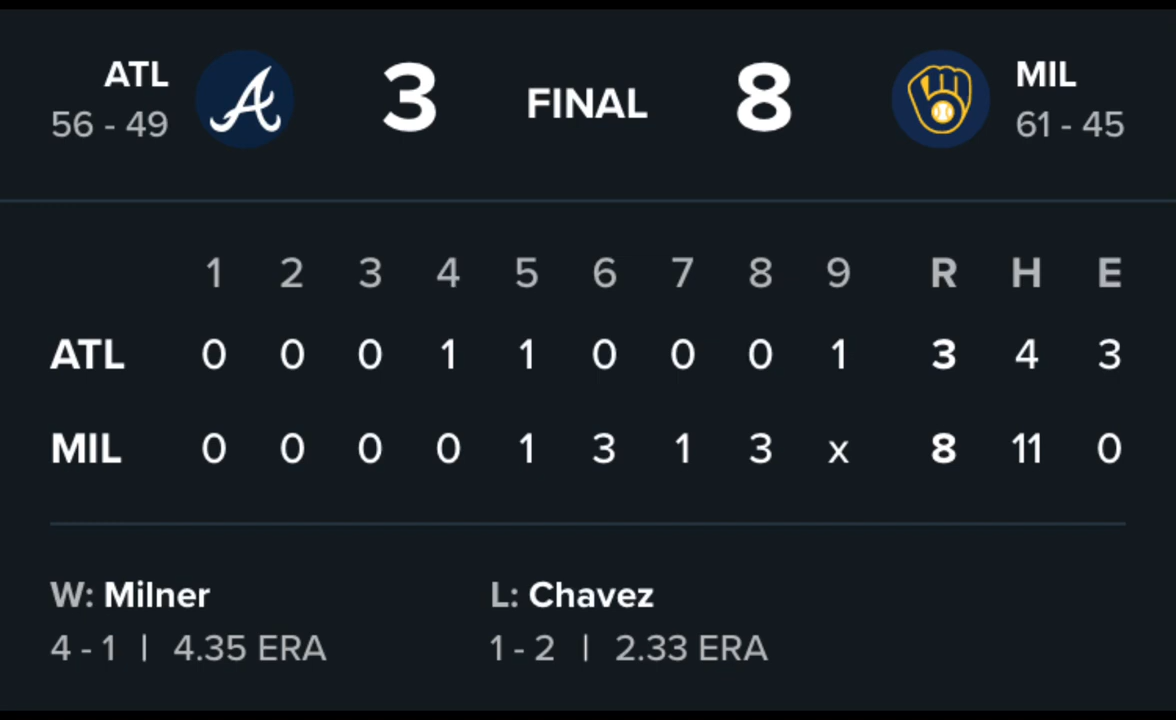 ATL 3 FINAL 8 MIL
56 - 49 61 - 45
1 2 3 4 5 6 7 8 9 R H E
ATL 0 0 0 1 1 0 0 0 1 3 4 3
MIL 0 0 0 0 1 3 1 3 x 8 11 0
W: Milner L: Chavez
4 - 1 | 4.35 ERA 1 - 2 | 2.33 ERA